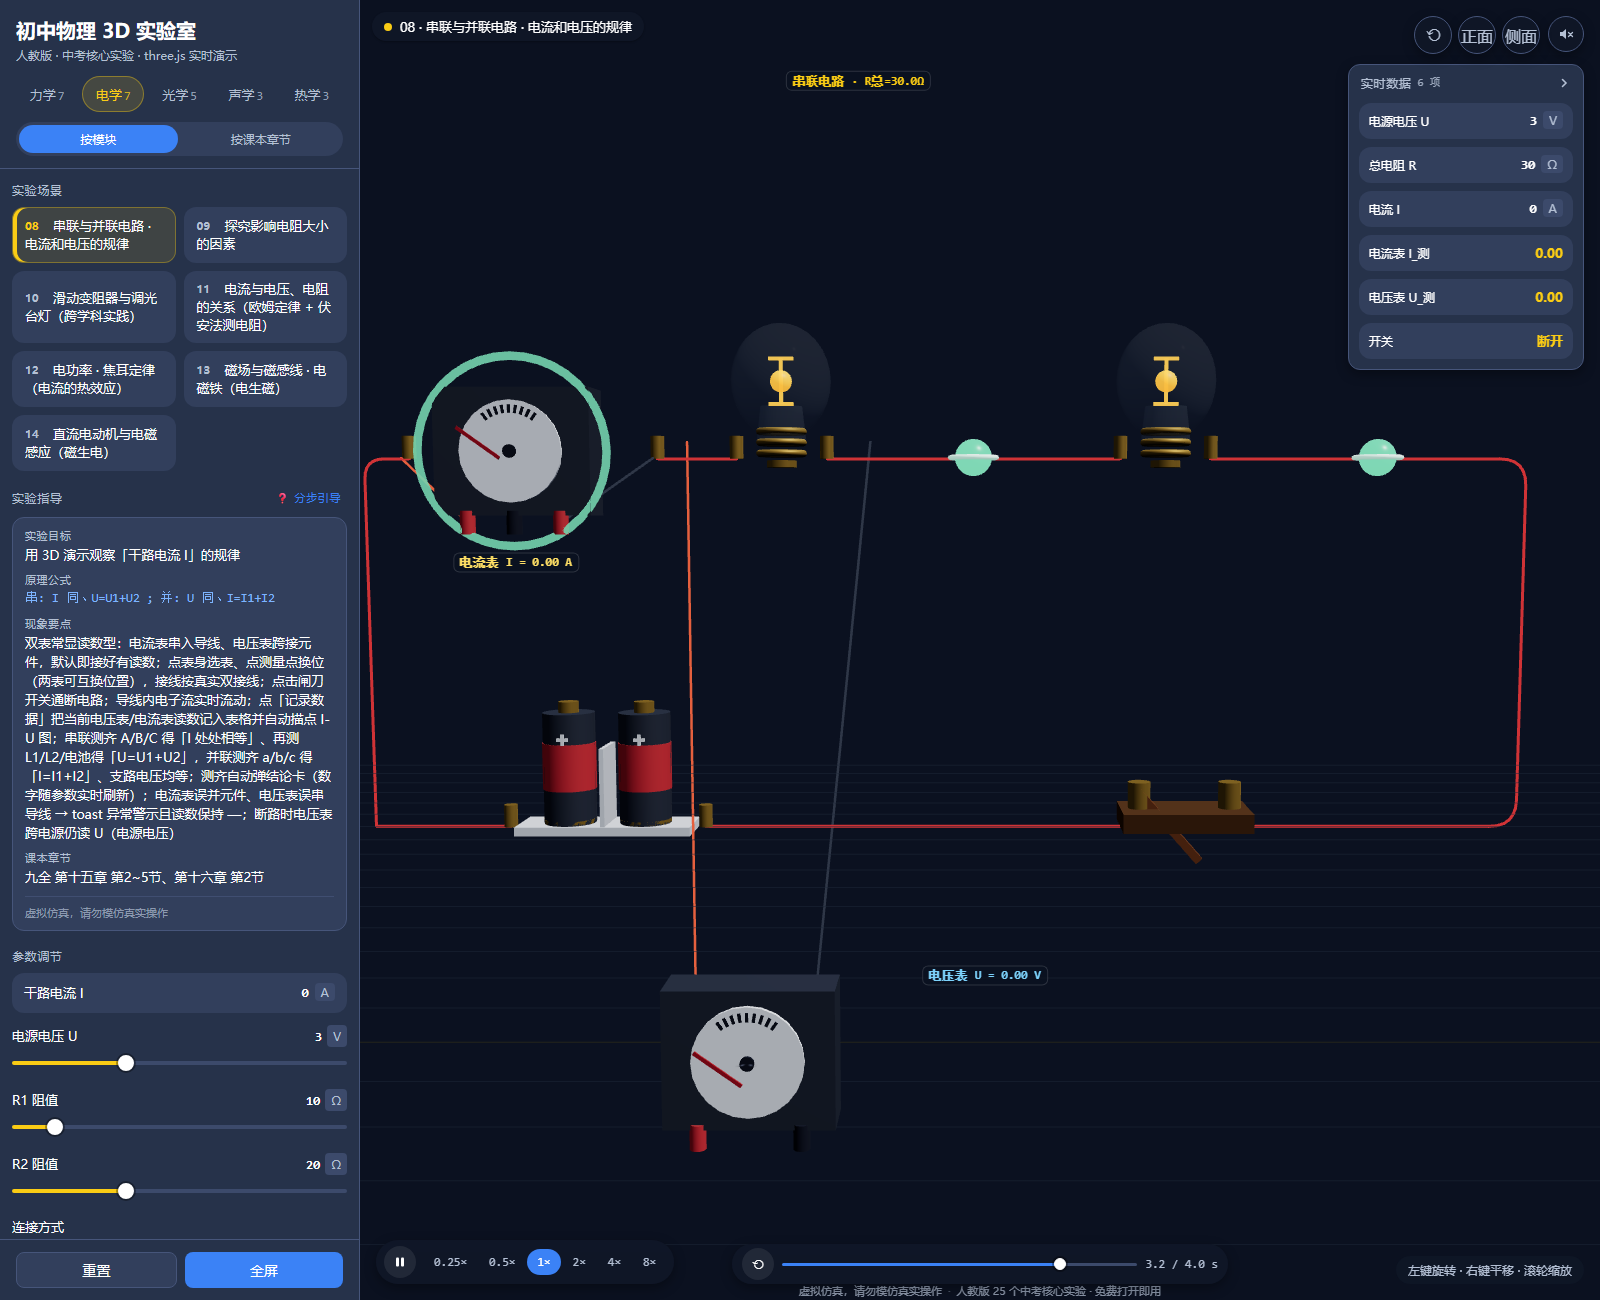 初中物理 3D 实验室
人教版 · 中考核心实验 · three.js 实时演示
力学7
电学7
光学5
声学3
热学3
按模块
按课本章节
实验场景
08 串联与并联电路 ·
电流和电压的规律
09 探究影响电阻大小
的因素
10 滑动变阻器与调光
台灯（跨学科实践）
11 电流与电压、电阻
的关系（欧姆定律 + 伏
安法测电阻）
12 电功率 · 焦耳定律
（电流的热效应）
13 磁场与磁感线 · 电
磁铁（电生磁）
14 直流电动机与电磁
感应（磁生电）
实验指导
❓ 分步引导
实验目标
用 3D 演示观察「干路电流 I」的规律
原理公式
串: I 同、U=U1+U2 ; 并: U 同、I=I1+I2
现象要点
双表常显读数型：电流表串入导线、电压表跨接元
件，默认即接好有读数；点表身选表、点测量点换位
（两表可互换位置），接线按真实双接线；点击闸刀
开关通断电路；导线内电子流实时流动；点「记录数
据」把当前电压表/电流表读数记入表格并自动描点 I-
U 图；串联测齐 A/B/C 得「I 处处相等」、再测
L1/L2/电池得「U=U1+U2」，并联测齐 a/b/c 得
「I=I1+I2」、支路电压均等；测齐自动弹结论卡（数
字随参数实时刷新）；电流表误并元件、电压表误串
导线 → toast 异常警示且读数保持 —；断路时电压表
跨电源仍读 U（电源电压）
课本章节
九全 第十五章 第2~5节、第十六章 第2节
虚拟仿真，请勿模仿真实操作
参数调节
干路电流 I 0 A
电源电压 U 3 V
R1 阻值 10 Ω
R2 阻值 20 Ω
连接方式
重置
全屏
08 · 串联与并联电路 · 电流和电压的规律
串联电路 · R总=30.0Ω
正面
侧面
实时数据 6 项
电源电压 U 3 V
总电阻 R 30 Ω
电流 I 0 A
电流表 I_测 0.00
电压表 U_测 0.00
开关 断开
电流表 I = 0.00 A
电压表 U = 0.00 V
0.25×
0.5×
1×
2×
4×
8×
3.2 / 4.0 s
左键旋转 · 右键平移 · 滚轮缩放
虚拟仿真，请勿模仿真实操作 · 人教版 25 个中考核心实验 · 免费打开即用